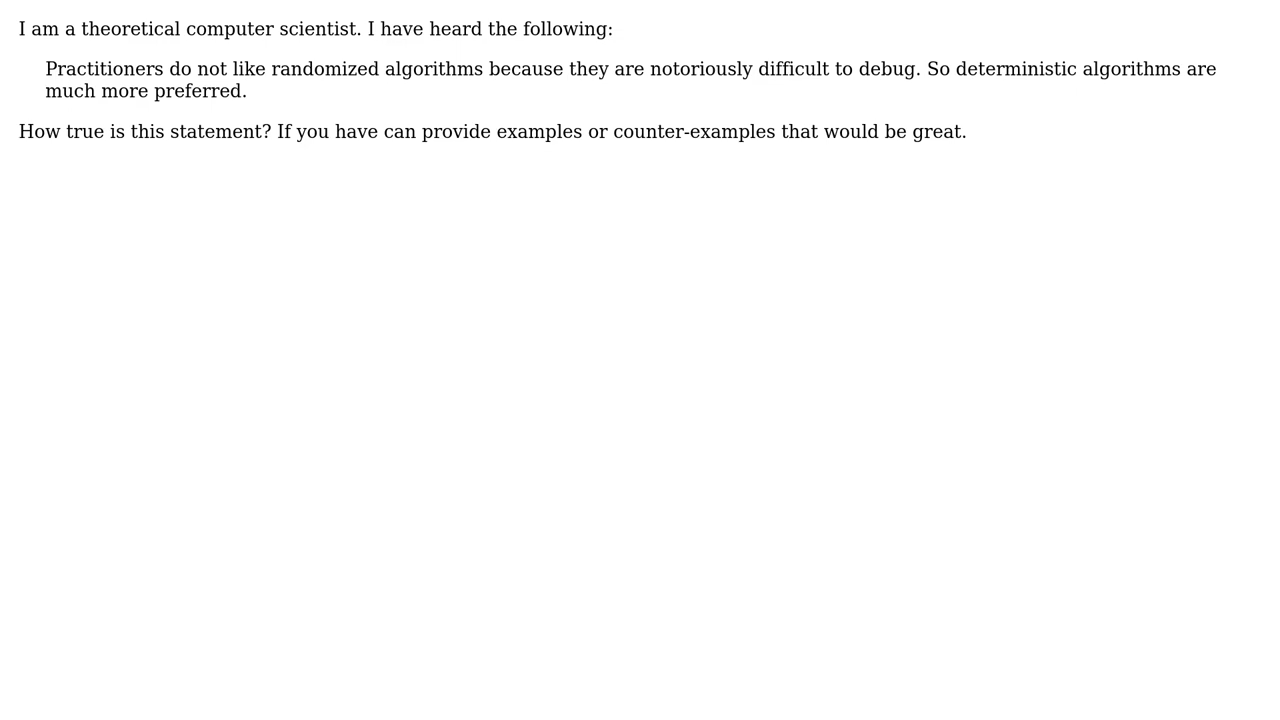 I am a theoretical computer scientist. I have heard the following:
Practitioners do not like randomized algorithms because they are notoriously difficult to debug. So deterministic algorithms are
much more preferred.
How true is this statement? If you have can provide examples or counter-examples that would be great.